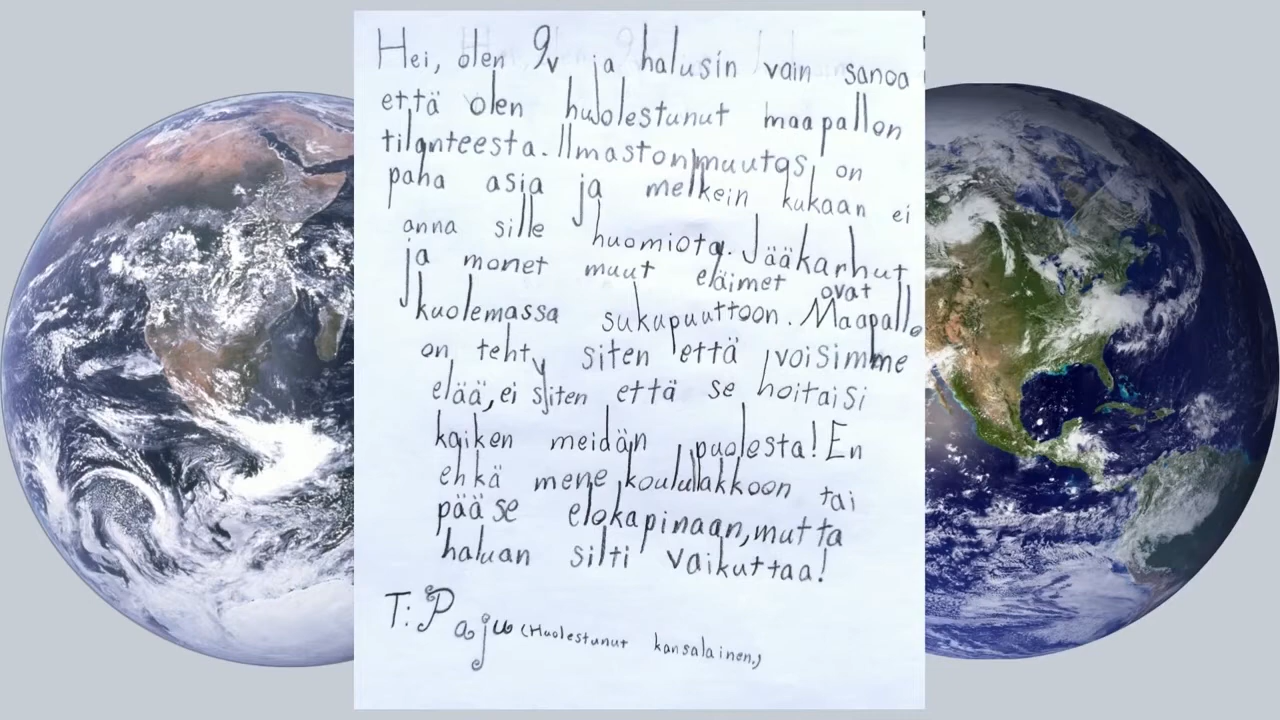 Hei, olen 9v ja halusin vain sanoa
että olen huolestunut maapallon
tilanteesta. Ilmastonmuutos on
paha asia ja melkein kukaan ei
anna sille huomiota. Jääkarhut
ja monet muut eläimet ovat
kuolemassa sukupuuttoon. Maapallo
on tehty siten että voisimme
elää, ei siten että se hoitaisi
kaiken meidän puolesta! En
ehkä mene koululakkoon tai
pääse elokapinaan, mutta
haluan silti vaikuttaa!
T: Paju (Huolestunut kansalainen.)